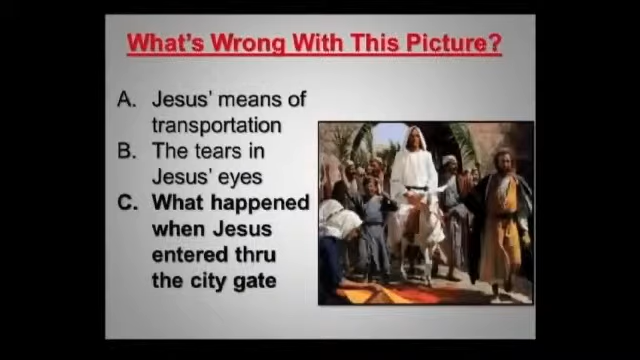 What's Wrong With This Picture?
A. Jesus' means of
transportation
B. The tears in
Jesus' eyes
C. What happened
when Jesus
entered thru
the city gate